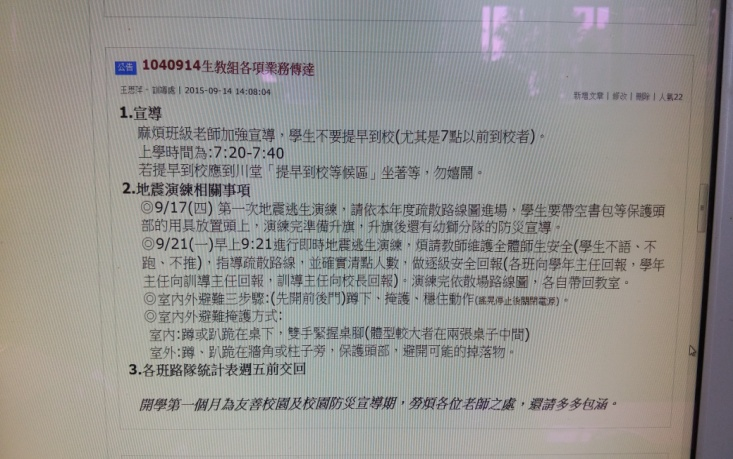 公告 1040914生教組各項業務傳達
王思萍 - 訓導處 | 2015-09-14 14:08:04
新增文章 | 修改 | 刪除 | 人氣22
1.宣導
麻煩班級老師加強宣導，學生不要提早到校(尤其是7點以前到校者)。
上學時間為:7:20-7:40
若提早到校應到川堂「提早到校等候區」坐著等，勿嬉鬧。
2.地震演練相關事項
◎9/17(四) 第一次地震逃生演練，請依本年度疏散路線圖進場，學生要帶空書包等保護頭
部的用具放置頭上，演練完準備升旗，升旗後還有幼獅分隊的防災宣導。
◎9/21(一)早上9:21進行即時地震逃生演練，煩請教師維護全體師生安全(學生不語、不
跑、不推)，指導疏散路線，並確實清點人數，做逐級安全回報(各班向學年主任回報，學年
主任向訓導主任回報，訓導主任向校長回報)。演練完依散場路線圖，各自帶回教室。
◎室內外避難三步驟:(先開前後門)蹲下、掩護、穩住動作(搖晃停止後關閉電源)。
◎室內外避難掩護方式:
室內:蹲或趴跪在桌下，雙手緊握桌腳(體型較大者在兩張桌子中間)
室外:蹲、趴跪在牆角或柱子旁，保護頭部，避開可能的掉落物。
3.各班路隊統計表週五前交回
開學第一個月為友善校園及校園防災宣導期，勞煩各位老師之處，還請多多包涵。